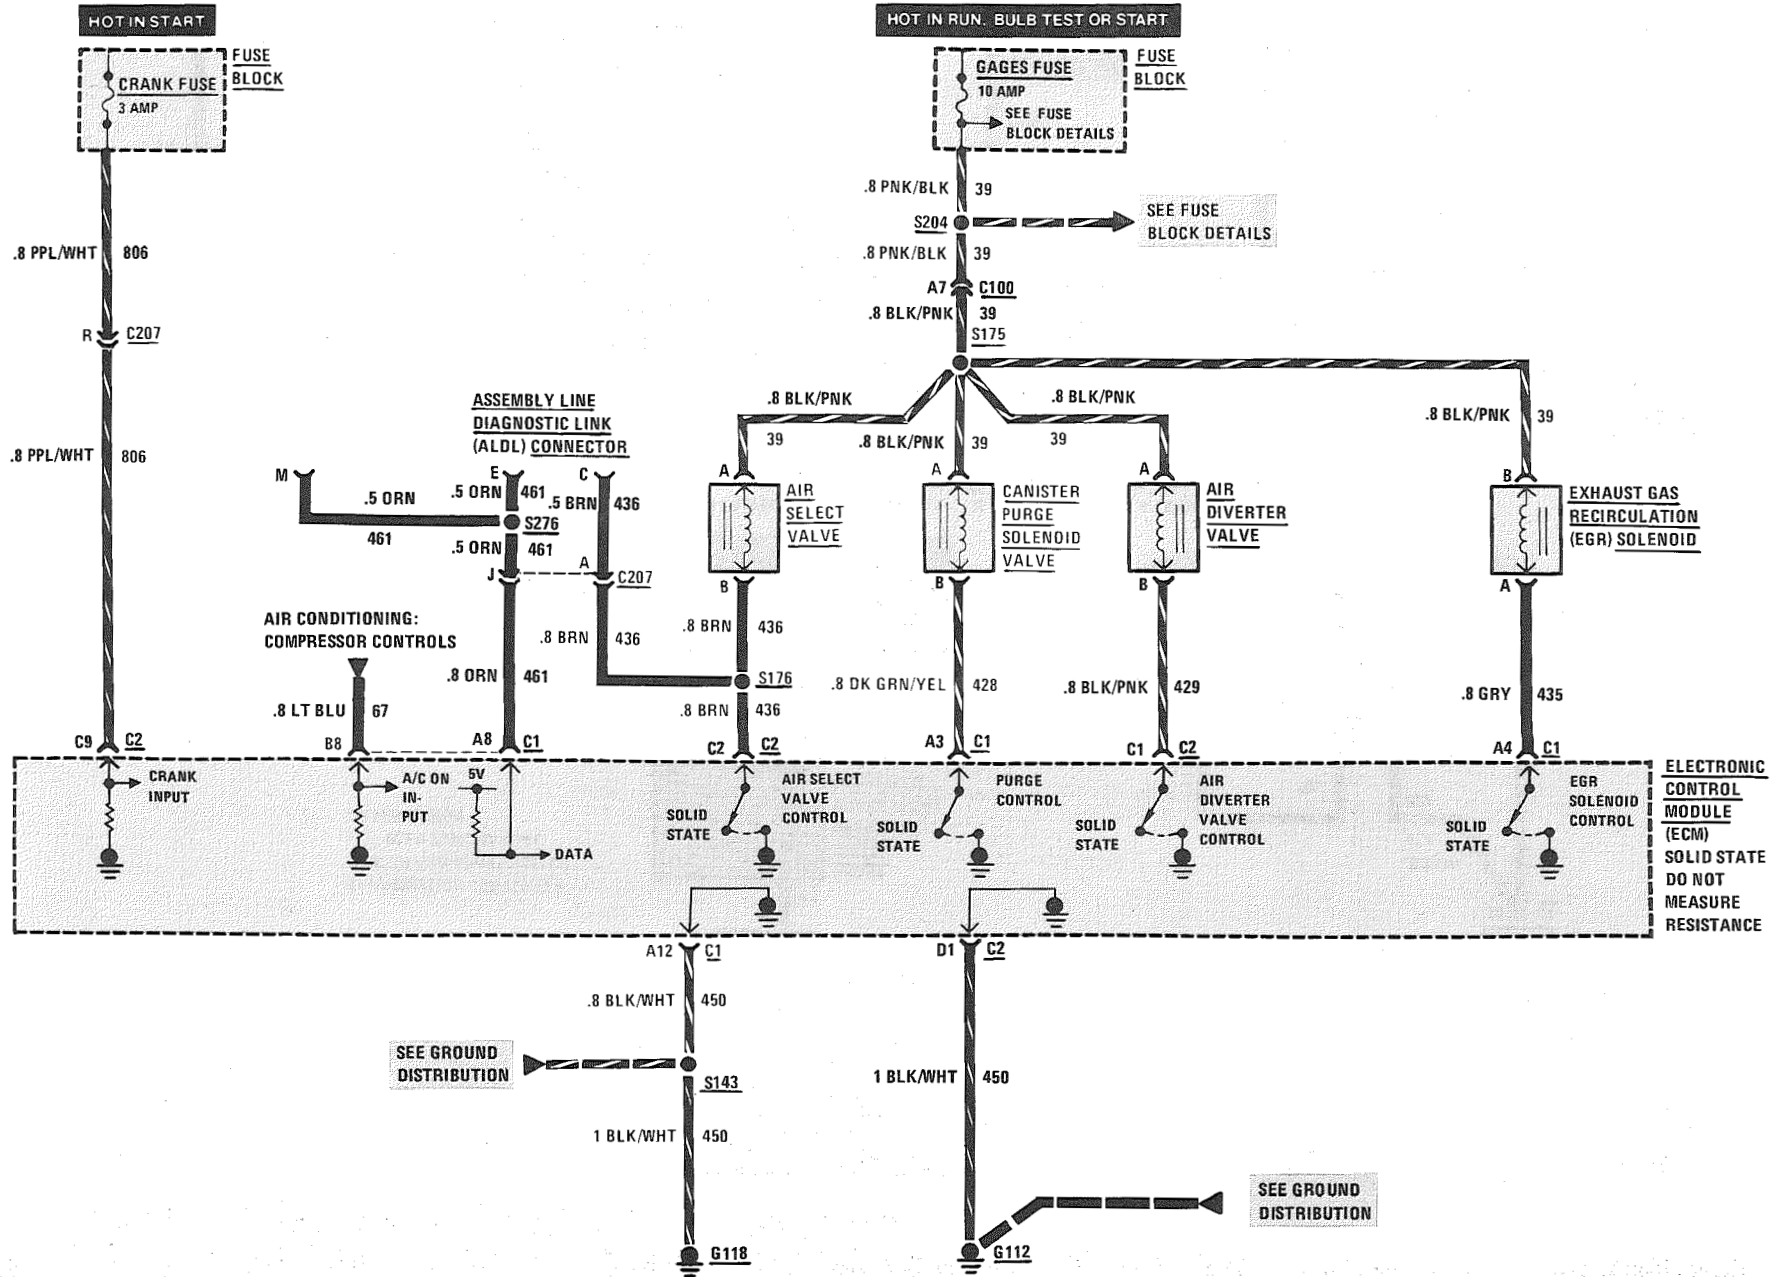 HOT IN START
FUSE
BLOCK
CRANK FUSE
3 AMP
.8 PPL/WHT 806
R C207
.8 PPL/WHT 806
C9 C2
HOT IN RUN. BULB TEST OR START
FUSE
BLOCK
GAGES FUSE
10 AMP
SEE FUSE
BLOCK DETAILS
.8 PNK/BLK 39
S204
SEE FUSE
BLOCK DETAILS
.8 PNK/BLK 39
A7 C100
.8 BLK/PNK 39
S175
.8 BLK/PNK
39
.8 BLK/PNK 39
.8 BLK/PNK
39
.8 BLK/PNK 39
ASSEMBLY LINE
DIAGNOSTIC LINK
(ALDL) CONNECTOR
M
E
C
.5 ORN
461
.5 ORN 461
.5 BRN 436
S276
.5 ORN 461
J
A
C207
.8 BRN 436
.8 ORN 461
AIR CONDITIONING:
COMPRESSOR CONTROLS
.8 LT BLU 67
B8
A8 C1
A
AIR
SELECT
VALVE
B
.8 BRN 436
S176
.8 BRN 436
C2 C2
A
CANISTER
PURGE
SOLENOID
VALVE
B
.8 DK GRN/YEL 428
A3 C1
A
AIR
DIVERTER
VALVE
B
.8 BLK/PNK 429
C1 C2
B
EXHAUST GAS
RECIRCULATION
(EGR) SOLENOID
A
.8 GRY 435
A4 C1
CRANK
INPUT
A/C ON
IN-
PUT
5V
DATA
SOLID
STATE
AIR SELECT
VALVE
CONTROL
SOLID
STATE
PURGE
CONTROL
SOLID
STATE
AIR
DIVERTER
VALVE
CONTROL
SOLID
STATE
EGR
SOLENOID
CONTROL
ELECTRONIC
CONTROL
MODULE
(ECM)
SOLID STATE
DO NOT
MEASURE
RESISTANCE
A12 C1
.8 BLK/WHT 450
SEE GROUND
DISTRIBUTION
S143
1 BLK/WHT 450
G118
D1 C2
1 BLK/WHT 450
SEE GROUND
DISTRIBUTION
G112